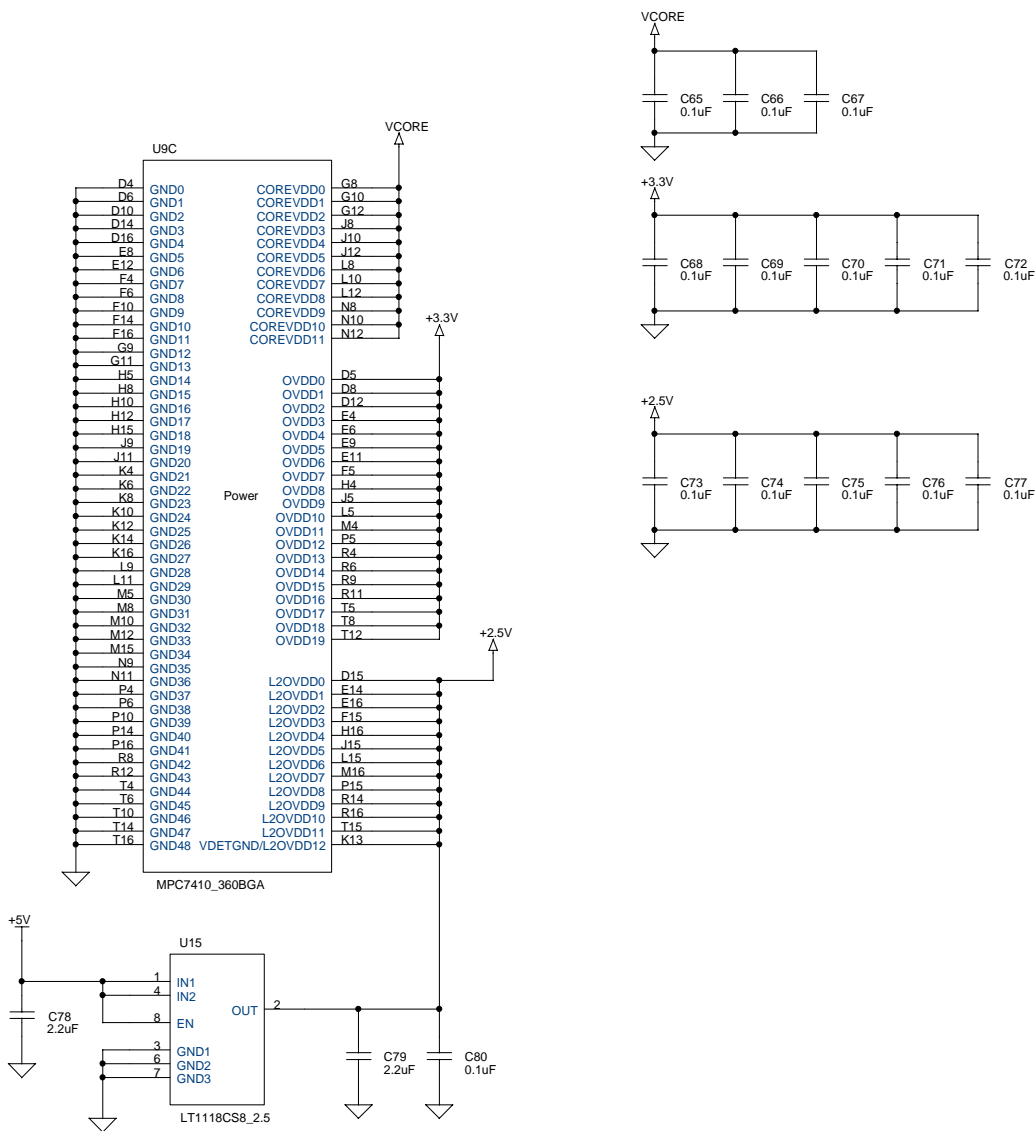 VCORE
C65
0.1uF
C66
0.1uF
C67
0.1uF
+3.3V
C68
0.1uF
C69
0.1uF
C70
0.1uF
C71
0.1uF
C72
0.1uF
+2.5V
C73
0.1uF
C74
0.1uF
C75
0.1uF
C76
0.1uF
C77
0.1uF
VCORE
U9C
D4 GND0 COREVDD0 G8
D6 GND1 COREVDD1 G10
D10 GND2 COREVDD2 G12
D14 GND3 COREVDD3 J8
D16 GND4 COREVDD4 J10
E8 GND5 COREVDD5 J12
E12 GND6 COREVDD6 L8
F4 GND7 COREVDD7 L10
F6 GND8 COREVDD8 L12
F10 GND9 COREVDD9 N8
F14 GND10 COREVDD10 N10
F16 GND11 COREVDD11 N12
+3.3V
G9 GND12
G11 GND13
H5 GND14 OVDD0 D5
H8 GND15 OVDD1 D8
H10 GND16 OVDD2 D12
H12 GND17 OVDD3 E4
H15 GND18 OVDD4 E6
J9 GND19 OVDD5 E9
J11 GND20 OVDD6 E11
K4 GND21 OVDD7 F5
K6 GND22 OVDD8 H4
K8 GND23 OVDD9 J5
Power
K10 GND24 OVDD10 L5
K12 GND25 OVDD11 M4
K14 GND26 OVDD12 P5
K16 GND27 OVDD13 R4
L9 GND28 OVDD14 R6
L11 GND29 OVDD15 R9
M5 GND30 OVDD16 R11
M8 GND31 OVDD17 T5
M10 GND32 OVDD18 T8
M12 GND33 OVDD19 T12
+2.5V
M15 GND34
N9 GND35
N11 GND36 L2OVDD0 D15
P4 GND37 L2OVDD1 E14
P6 GND38 L2OVDD2 E16
P10 GND39 L2OVDD3 F15
P14 GND40 L2OVDD4 H16
P16 GND41 L2OVDD5 J15
R8 GND42 L2OVDD6 L15
R12 GND43 L2OVDD7 M16
T4 GND44 L2OVDD8 P15
T6 GND45 L2OVDD9 R14
T10 GND46 L2OVDD10 R16
T14 GND47 L2OVDD11 T15
T16 GND48 VDETGND/L2OVDD12 K13
MPC7410_360BGA
+5V
U15
1 IN1
4 IN2
OUT 2
8 EN
3 GND1
6 GND2
7 GND3
LT1118CS8_2.5
C78
2.2uF
C79
2.2uF
C80
0.1uF